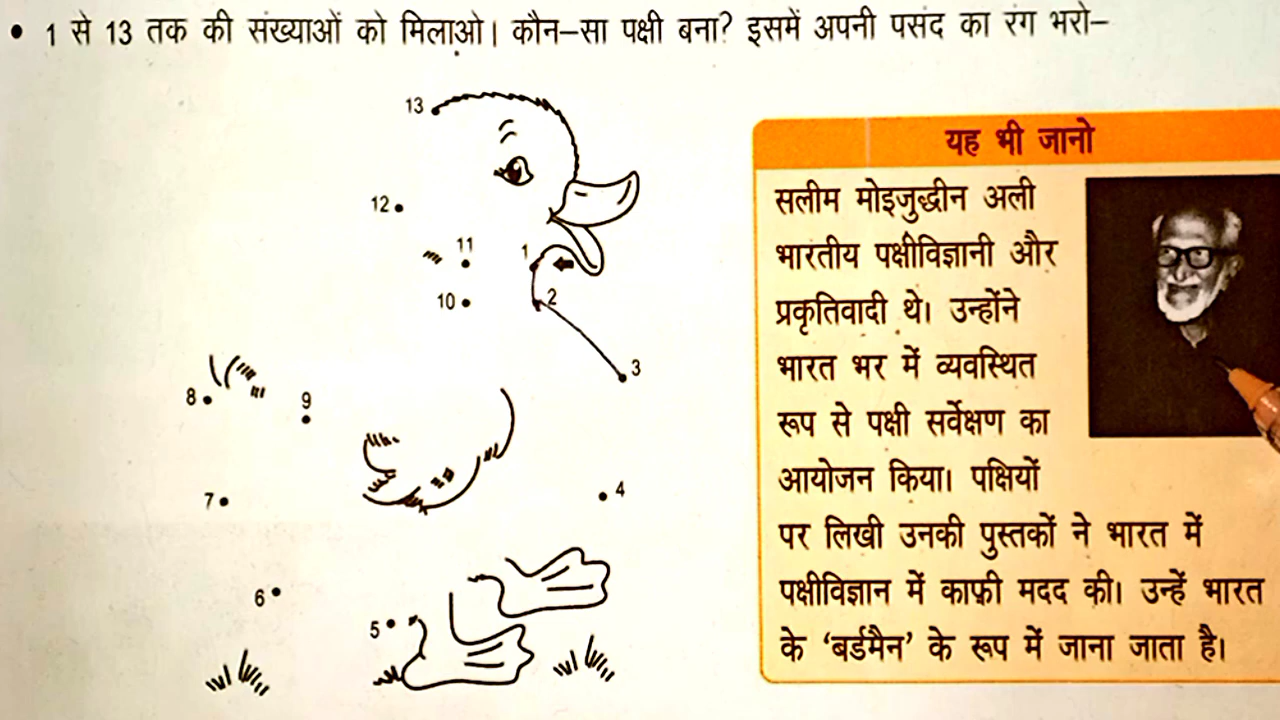 • 1 से 13 तक की संख्याओं को मिलाओ। कौन–सा पक्षी बना? इसमें अपनी पसंद का रंग भरो–
13
12
11
1
10
2
3
8
9
7
4
6
5
यह भी जानो
सलीम मोइजुद्धीन अली
भारतीय पक्षीविज्ञानी और
प्रकृतिवादी थे। उन्होंने
भारत भर में व्यवस्थित
रूप से पक्षी सर्वेक्षण का
आयोजन किया। पक्षियों
पर लिखी उनकी पुस्तकों ने भारत में
पक्षीविज्ञान में काफ़ी मदद की। उन्हें भारत
के ‘बर्डमैन’ के रूप में जाना जाता है।